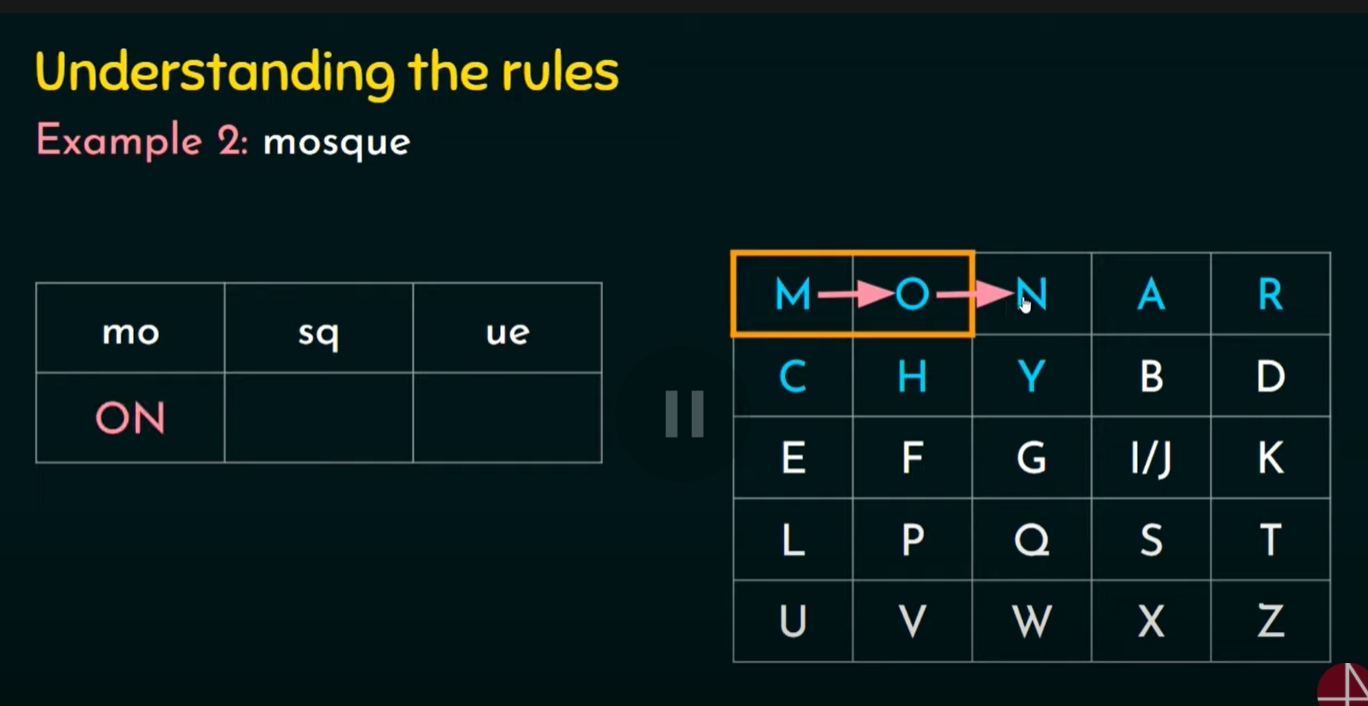 Understanding the rules
Example 2: mosque
mo sq ue
ON
M O N A R
C H Y B D
E F G I/J K
L P Q S T
U V W X Z